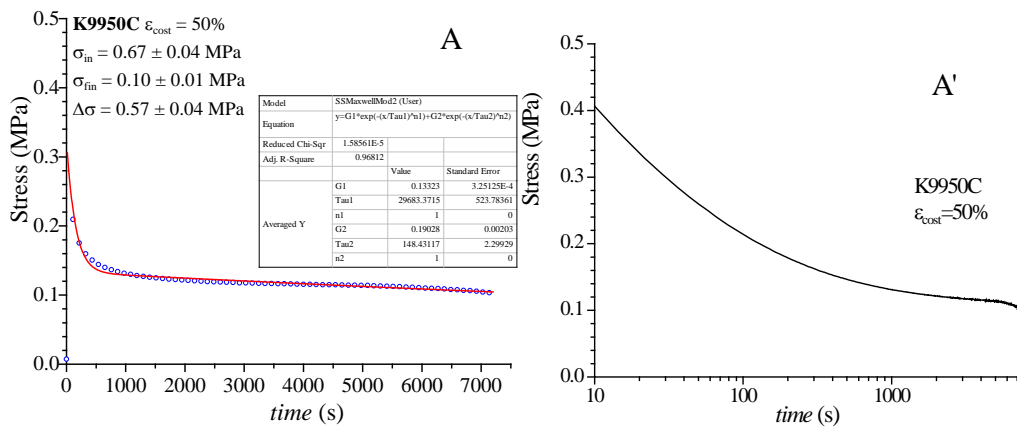 K9950C εcost = 50%
σin = 0.67 ± 0.04 MPa
σfin = 0.10 ± 0.01 MPa
Δσ = 0.57 ± 0.04 MPa
A
Model SSMaxwellMod2 (User)
Equation y=G1*exp(-(x/Tau1)^n1)+G2*exp(-(x/Tau2)^n2)
Reduced Chi-Sqr 1.58561E-5
Adj. R-Square 0.96812
Value Standard Error
Averaged Y
G1 0.13323 3.25125E-4
Tau1 29683.3715 523.78361
n1 1 0
G2 0.19028 0.00203
Tau2 148.43117 2.29929
n2 1 0
Stress (MPa)
0.5
0.4
0.3
0.2
0.1
0.0
0 1000 2000 3000 4000 5000 6000 7000
time (s)
A'
K9950C
εcost=50%
Stress (MPa)
0.5
0.4
0.3
0.2
0.1
0.0
10 100 1000
time (s)